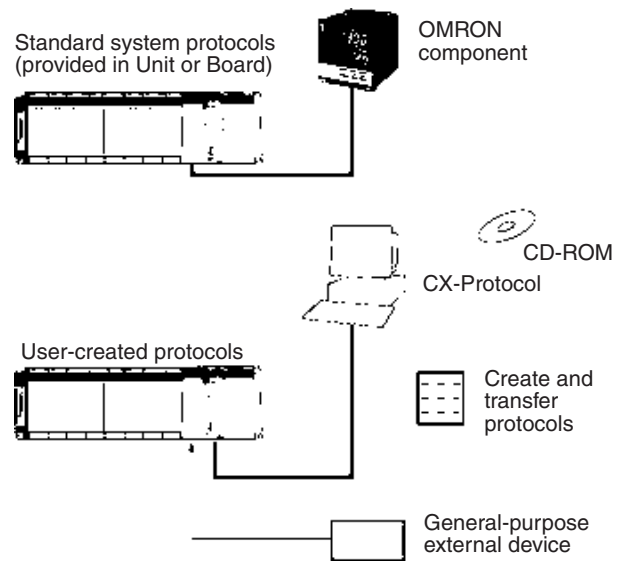 Standard system protocols
(provided in Unit or Board)
OMRON
component
CD-ROM
CX-Protocol
User-created protocols
Create and
transfer
protocols
General-purpose
external device